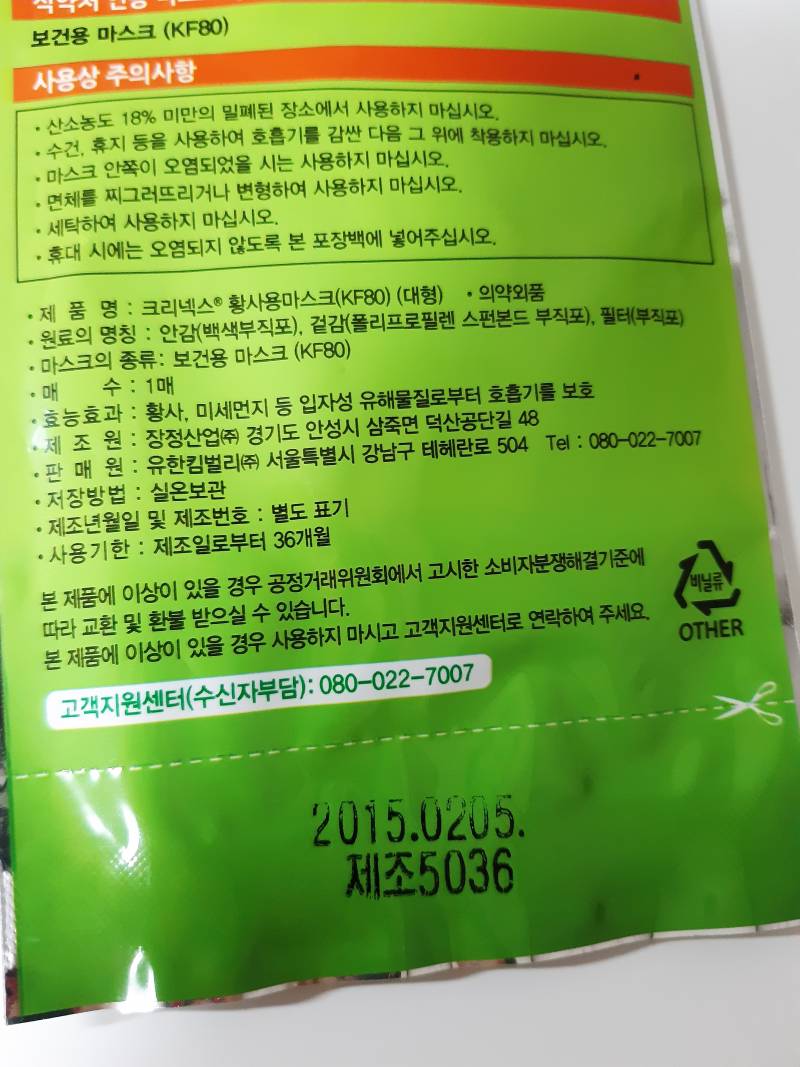 보건용 마스크 (KF80)
사용상 주의사항
• 산소농도 18% 미만의 밀폐된 장소에서 사용하지 마십시오.
• 수건, 휴지 등을 사용하여 호흡기를 감싼 다음 그 위에 착용하지 마십시오.
• 마스크 안쪽이 오염되었을 시는 사용하지 마십시오.
• 면체를 찌그러뜨리거나 변형하여 사용하지 마십시오.
• 세탁하여 사용하지 마십시오.
• 휴대 시에는 오염되지 않도록 본 포장백에 넣어주십시오.
• 제 품 명 : 크리넥스® 황사용마스크(KF80) (대형) • 의약외품
• 원료의 명칭 : 안감(백색부직포), 겉감(폴리프로필렌 스펀본드 부직포), 필터(부직포)
• 마스크의 종류: 보건용 마스크 (KF80)
• 매 수 : 1매
• 효능효과 : 황사, 미세먼지 등 입자성 유해물질로부터 호흡기를 보호
• 제 조 원 : 장정산업㈜ 경기도 안성시 삼죽면 덕산공단길 48
• 판 매 원 : 유한킴벌리㈜ 서울특별시 강남구 테헤란로 504 Tel : 080-022-7007
• 저장방법 : 실온보관
• 제조년월일 및 제조번호 : 별도 표기
• 사용기한 : 제조일로부터 36개월
본 제품에 이상이 있을 경우 공정거래위원회에서 고시한 소비자분쟁해결기준에
따라 교환 및 환불 받으실 수 있습니다.
본 제품에 이상이 있을 경우 사용하지 마시고 고객지원센터로 연락하여 주세요.
비닐류
OTHER
고객지원센터(수신자부담): 080-022-7007
2015.0205.
제조5036